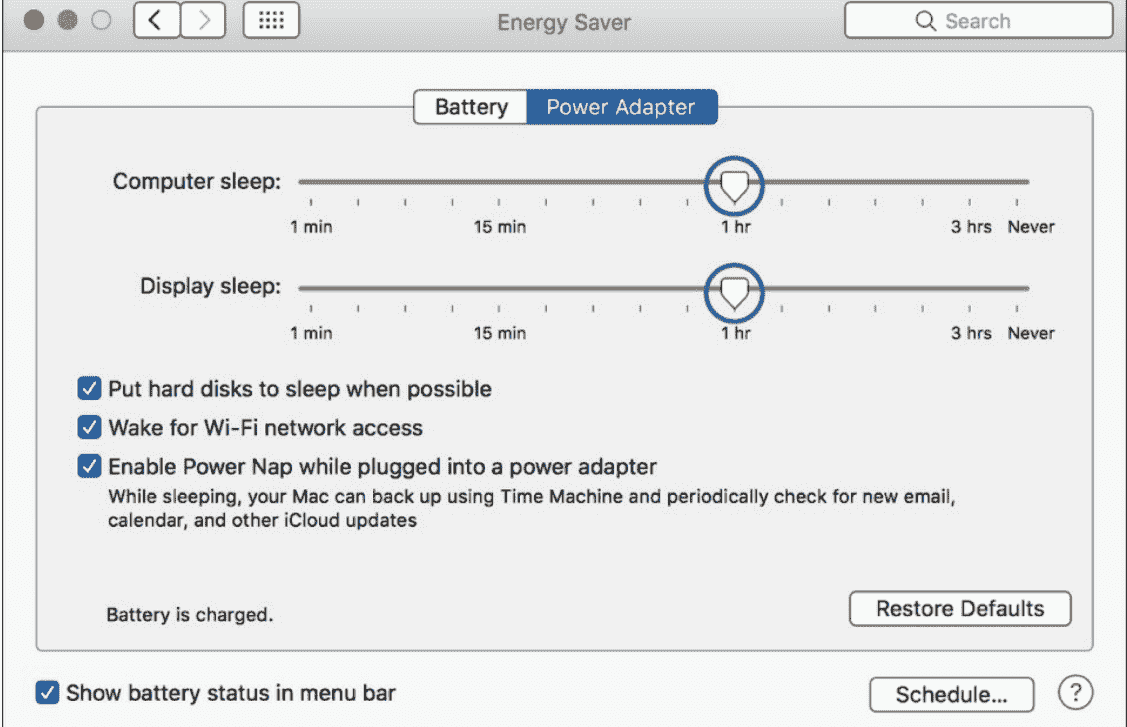 Energy Saver
Search
Battery Power Adapter
Computer sleep:
1 min 15 min 1 hr 3 hrs Never
Display sleep:
1 min 15 min 1 hr 3 hrs Never
Put hard disks to sleep when possible
Wake for Wi-Fi network access
Enable Power Nap while plugged into a power adapter
While sleeping, your Mac can back up using Time Machine and periodically check for new email,
calendar, and other iCloud updates
Battery is charged.
Restore Defaults
Show battery status in menu bar
Schedule...
?